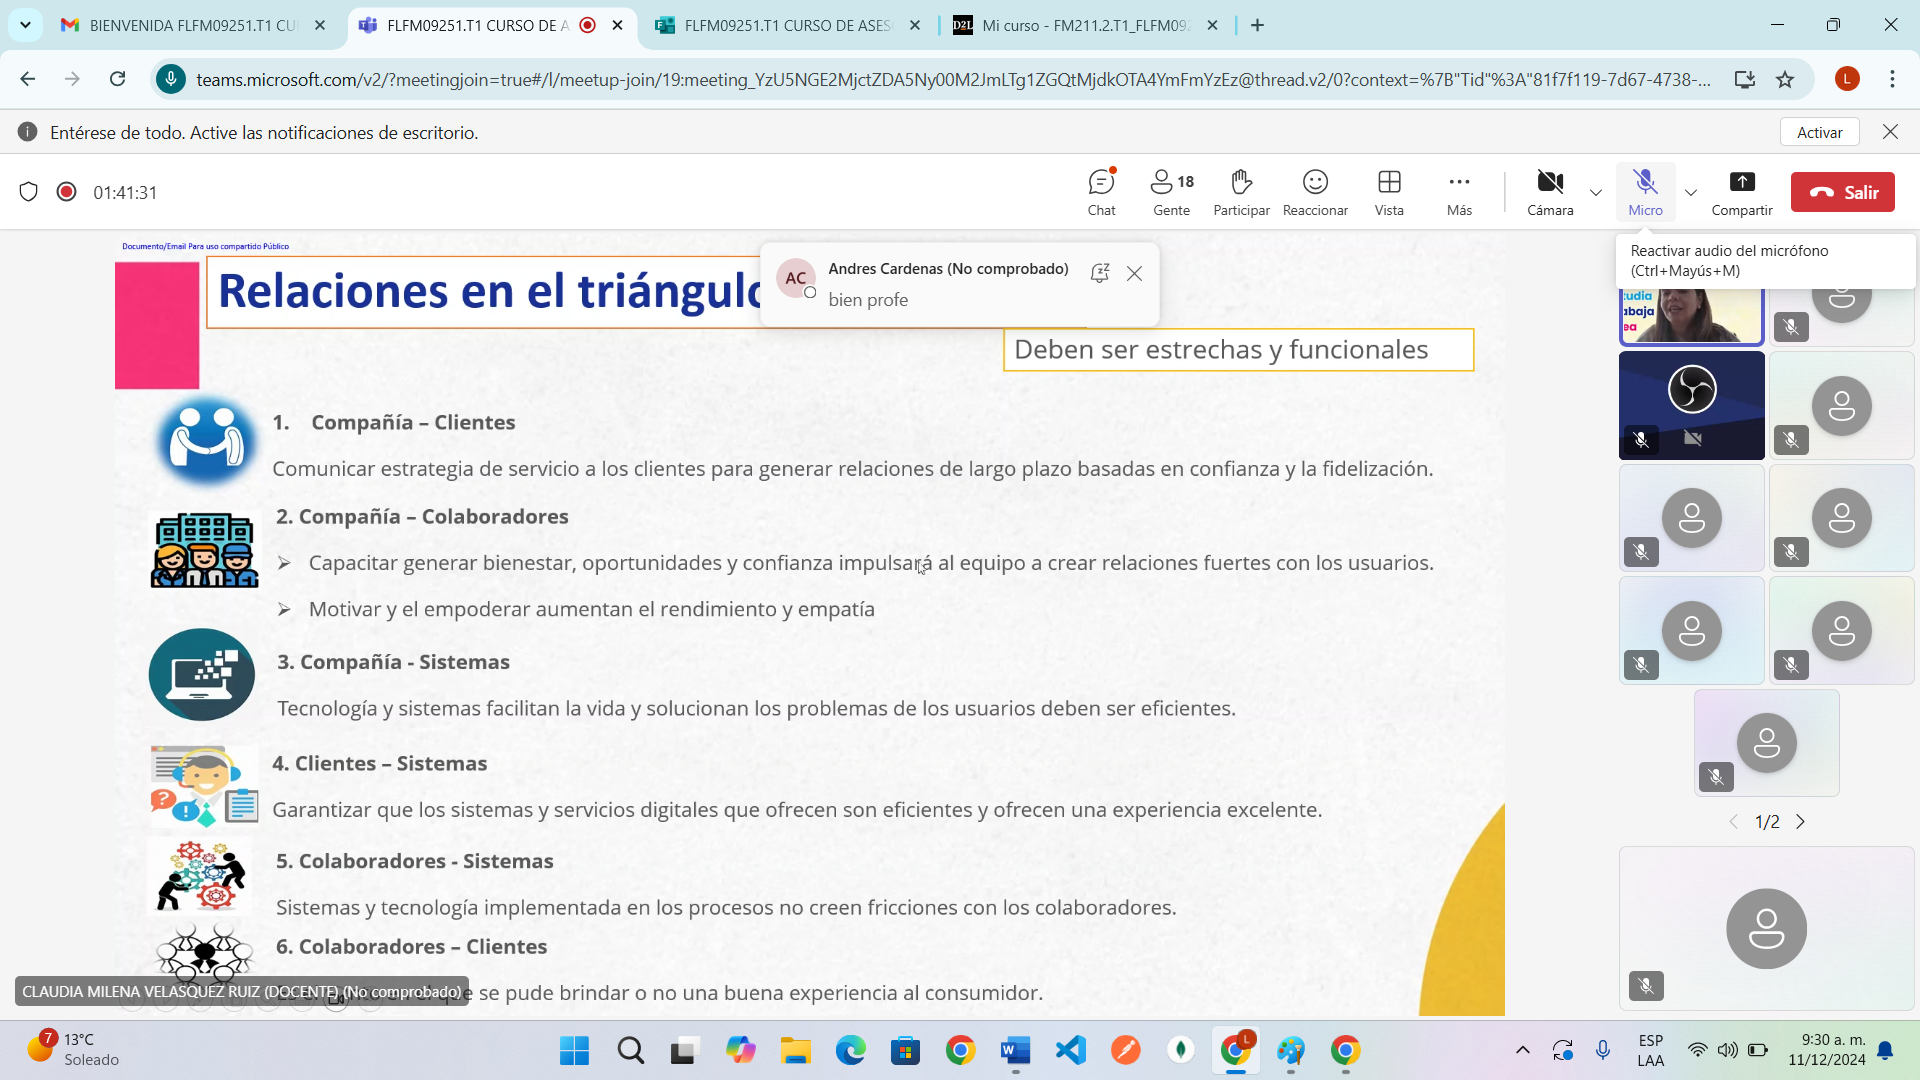 BIENVENIDA FLFM09251.T1 CU
FLFM09251.T1 CURSO DE A
FLFM09251.T1 CURSO DE ASES
D2L
Mi curso - FM211.2.T1_FLFM092
teams.microsoft.com/v2/?meetingjoin=true#/l/meetup-join/19:meeting_YzU5NGE2MjctZDA5Ny00M2JmLTg1ZGQtMjdkOTA4YmFmYzEz@thread.v2/0?context=%7B"Tid"%3A"81f7f119-7d67-4738-...
L
Entérese de todo. Active las notificaciones de escritorio.
Activar
01:41:31
Chat
18
Gente
Participar
Reaccionar
Vista
Más
Cámara
Micro
Compartir
Salir
Reactivar audio del micrófono
(Ctrl+Mayús+M)
Documento/Email Para uso compartido Público
Relaciones en el triángulo
AC
Andres Cardenas (No comprobado)
bien profe
Deben ser estrechas y funcionales
1. Compañía – Clientes
Comunicar estrategia de servicio a los clientes para generar relaciones de largo plazo basadas en confianza y la fidelización.
2. Compañía – Colaboradores
Capacitar generar bienestar, oportunidades y confianza impulsará al equipo a crear relaciones fuertes con los usuarios.
Motivar y el empoderar aumentan el rendimiento y empatía
3. Compañía - Sistemas
Tecnología y sistemas facilitan la vida y solucionan los problemas de los usuarios deben ser eficientes.
4. Clientes – Sistemas
Garantizar que los sistemas y servicios digitales que ofrecen son eficientes y ofrecen una experiencia excelente.
5. Colaboradores - Sistemas
Sistemas y tecnología implementada en los procesos no creen fricciones con los colaboradores.
6. Colaboradores – Clientes
se pude brindar o no una buena experiencia al consumidor.
CLAUDIA MILENA VELASQUEZ RUIZ (DOCENTE) (No comprobado)
tudia
abaja
ea
1/2
7
13°C
Soleado
L
ESP
LAA
9:30 a. m.
11/12/2024